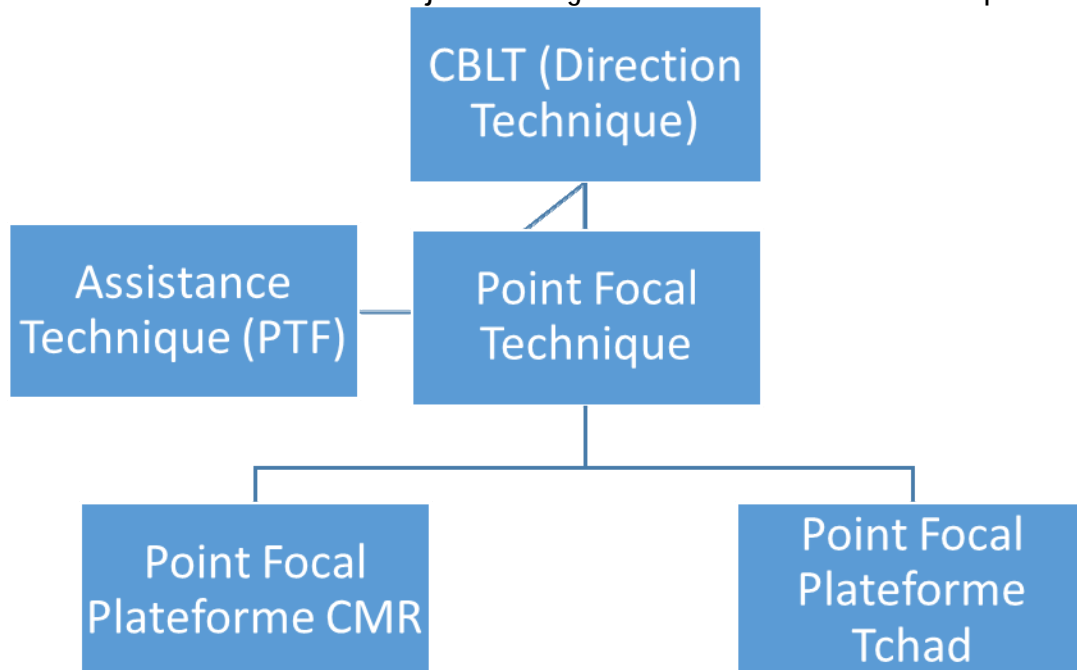 CBLT (Direction
Technique)
Assistance
Technique (PTF)
Point Focal
Technique
Point Focal
Plateforme CMR
Point Focal
Plateforme
Tchad